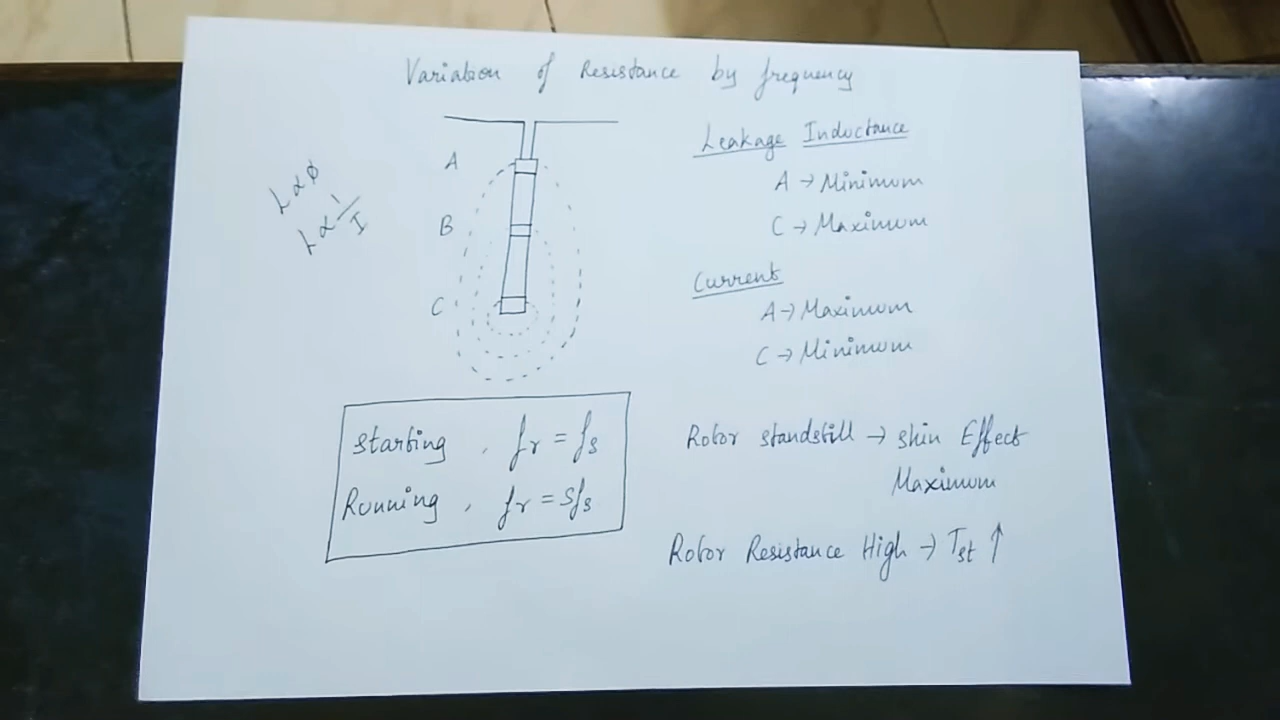 Variation of Resistance by frequency
L α ϕ
L α 1/I
A
B
C
Leakage Inductance
A → Minimum
C → Maximum
Current
A → Maximum
C → Minimum
Starting , fr = fs
Running , fr = sfs
Rotor standstill → Skin Effect
Maximum
Rotor Resistance High → Tst ↑